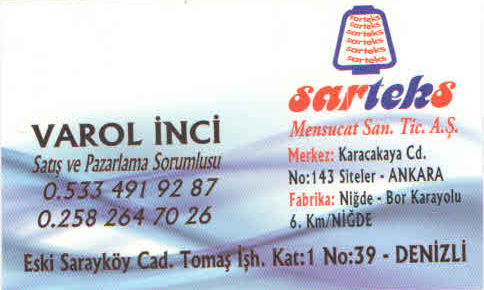 sarteks
sarteks
sarteks
sarteks
sarteks
sarteks
sarteks
Mensucat San. Tic. A.Ş.
VAROL İNCİ
Satış ve Pazarlama Sorumlusu
0.533 491 92 87
0.258 264 70 26
Merkez: Karacakaya Cd.
No:143 Siteler - ANKARA
Fabrika: Niğde - Bor Karayolu
6. Km/NİĞDE
Eski Sarayköy Cad. Tomaş İşh. Kat:1 No:39 - DENİZLİ